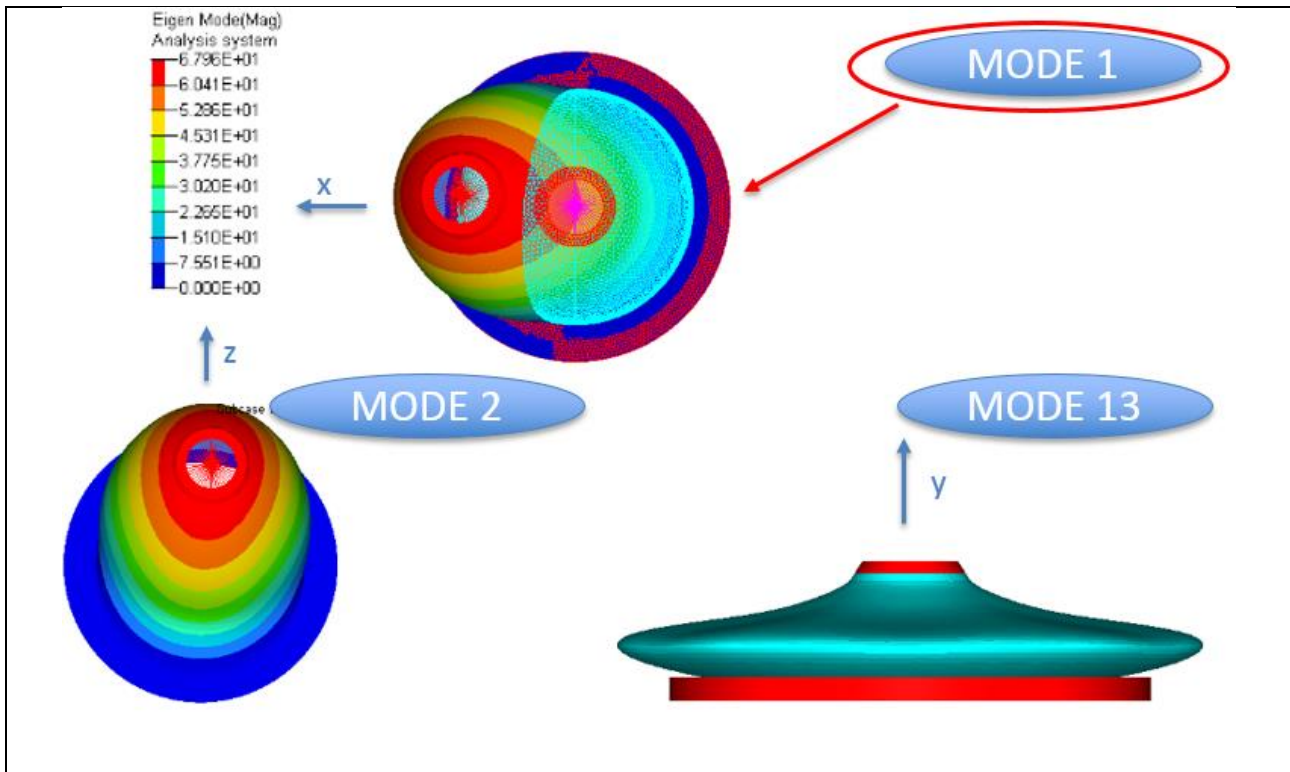 Eigen Mode(Mag)
Analysis system
6.796E+01
6.041E+01
5.286E+01
4.531E+01
3.775E+01
3.020E+01
2.265E+01
1.510E+01
7.551E+00
0.000E+00
MODE 1
x
z
Subcase
MODE 2
MODE 13
y